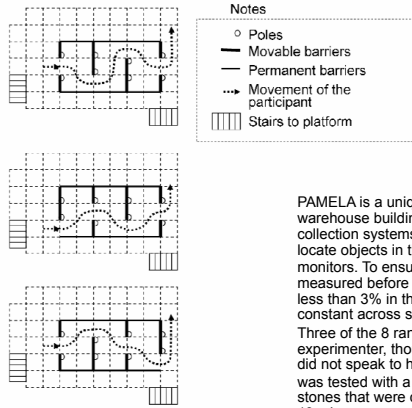 Notes
Poles
Movable barriers
Permanent barriers
Movement of the
participant
Stairs to platform
PAMELA is a uniq
warehouse buildin
collection systems
locate objects in t
monitors. To ensu
measured before
less than 3% in th
constant across s
Three of the 8 ran
experimenter, tho
did not speak to h
was tested with a
stones that were c